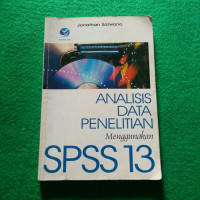 Jonathan Sarwono
ANALISIS
DATA
PENELITIAN
Menggunakan
SPSS 13